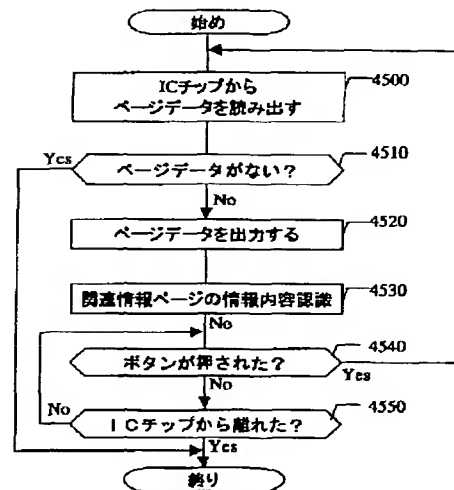 始め
ICチップから
ページデータを読み出す
4500
Yes
ページデータがない?
4510
No
ページデータを出力する
4520
関連情報ページの情報内容認識
4530
No
ボタンが押された?
4540
Yes
No
No
ICチップから離れた?
4550
Yes
終り